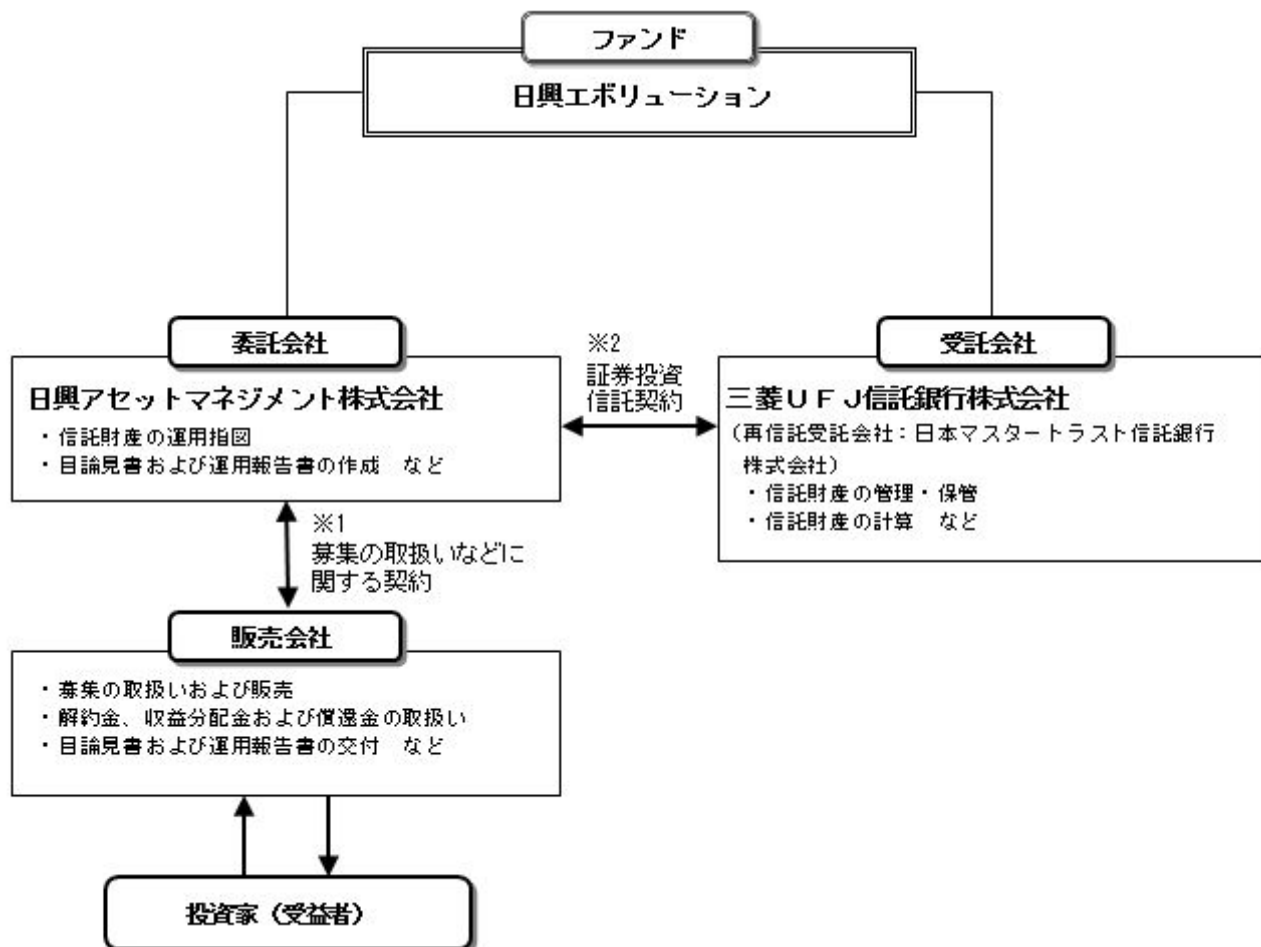 ファンド
日興エボリューション
委託会社
日興アセットマネジメント株式会社
・信託財産の運用指図
・目論見書および運用報告書の作成 など
※2
証券投資
信託契約
受託会社
三菱UFJ信託銀行株式会社
(再信託受託会社:日本マスタートラスト信託銀行
株式会社)
・信託財産の管理・保管
・信託財産の計算 など
※1
募集の取扱いなどに
関する契約
販売会社
・募集の取扱いおよび販売
・解約金、収益分配金および償還金の取扱い
・目論見書および運用報告書の交付 など
投資家(受益者)